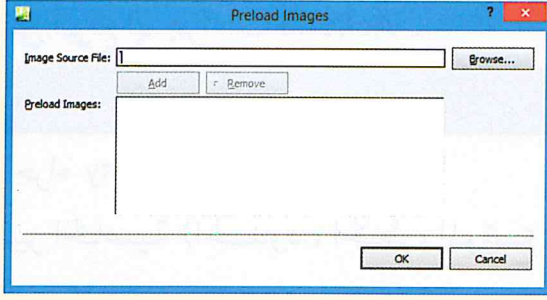 Preload Images
?
Image Source File:
Browse...
Add
Remove
Preload Images:
OK
Cancel